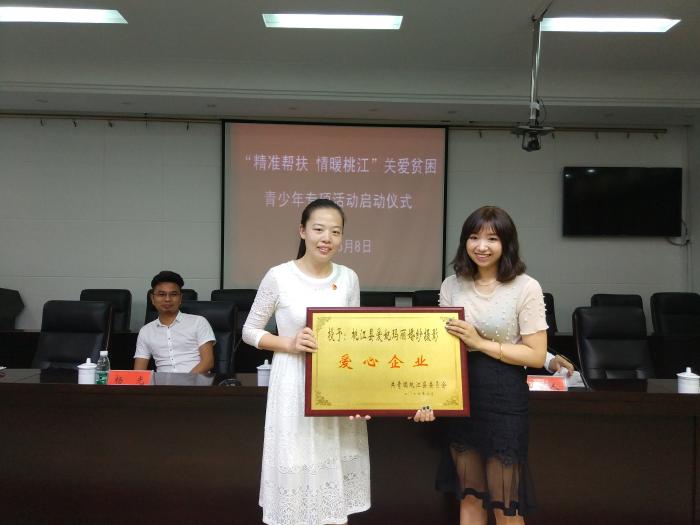 “精准帮扶 情暖桃江”关爱贫困
青少年专项活动启动仪式
月8日
授予：桃江县爱妮玛丽婚纱摄影
爱心企业
共青团桃江县委员会